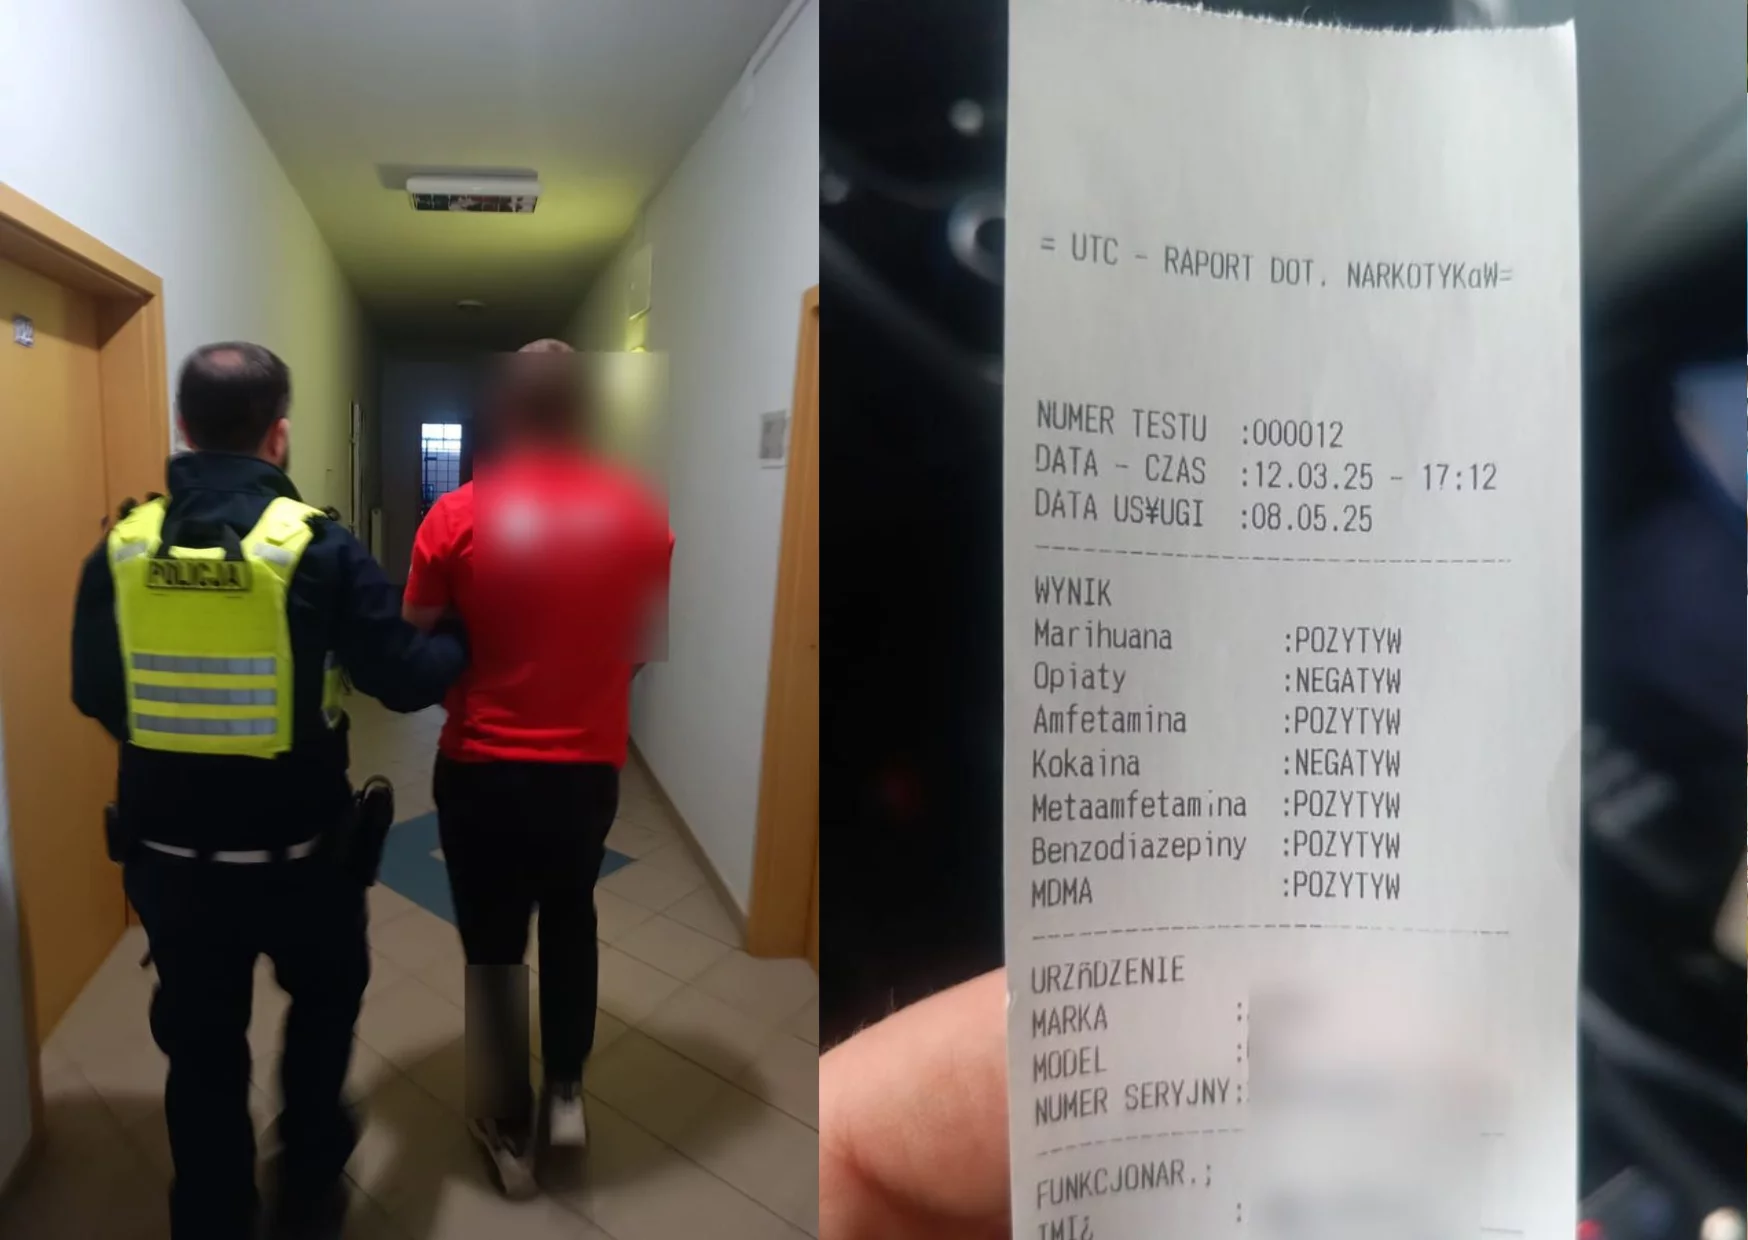 POLICJA
= UTC - RAPORT DOT. NARKOTYKaW=
NUMER TESTU :000012
DATA - CZAS :12.03.25 - 17:12
DATA US¥UGI :08.05.25
WYNIK
Marihuana :POZYTYW
Opiaty :NEGATYW
Amfetamina :POZYTYW
Kokaina :NEGATYW
Metaamfetamina :POZYTYW
Benzodiazepiny :POZYTYW
MDMA :POZYTYW
URZñDZENIE
MARKA :
MODEL :
NUMER SERYJNY:
FUNKCJONAR.;
IMI¿ :